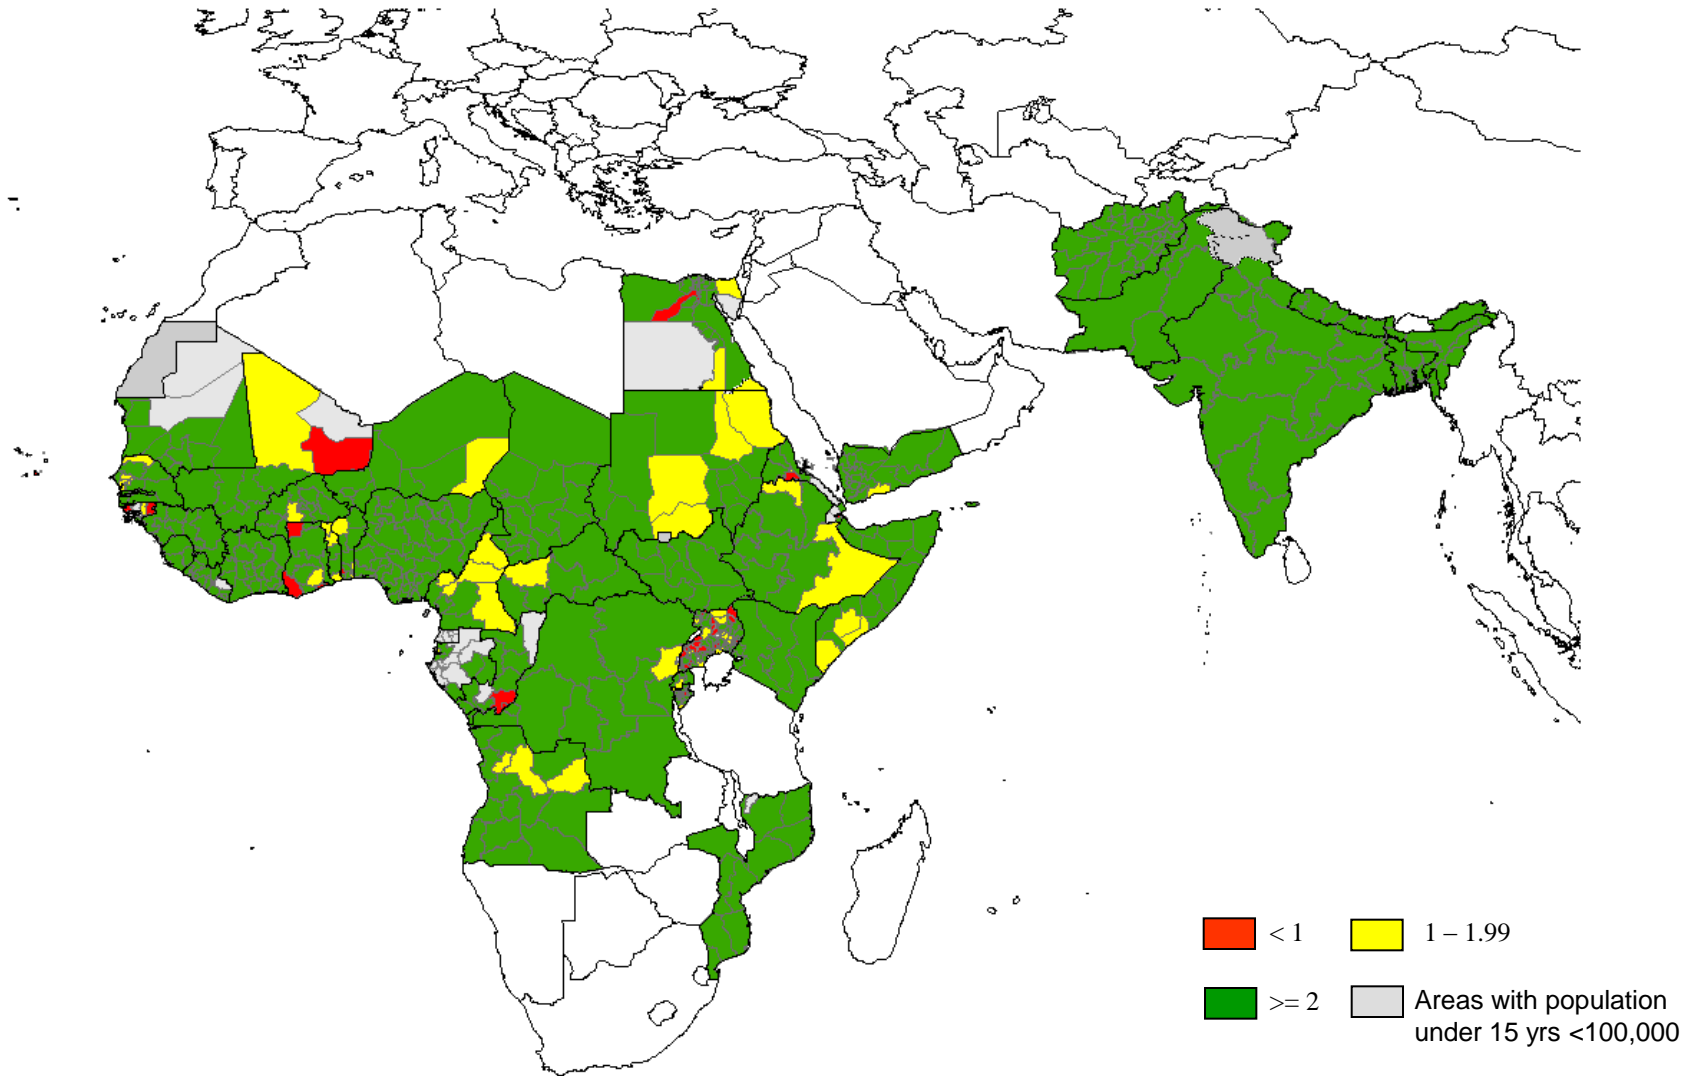 < 1
1 – 1.99
>= 2
Areas with population
under 15 yrs <100,000